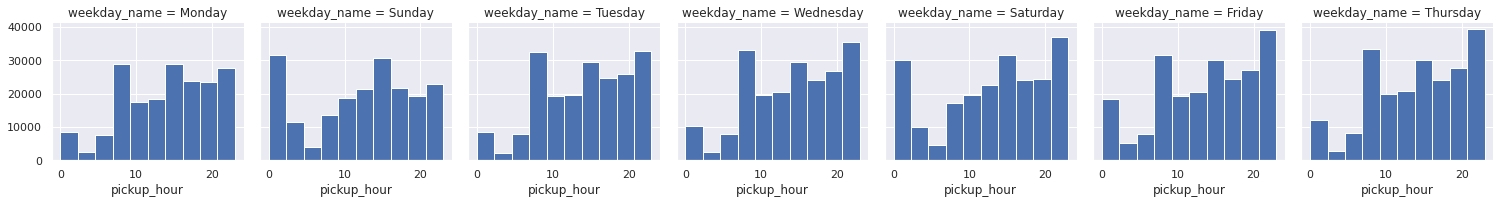 weekday_name = Monday
weekday_name = Sunday
weekday_name = Tuesday
weekday_name = Wednesday
weekday_name = Saturday
weekday_name = Friday
weekday_name = Thursday
40000
30000
20000
10000
0
0 10 20
0 10 20
0 10 20
0 10 20
0 10 20
0 10 20
0 10 20
pickup_hour
pickup_hour
pickup_hour
pickup_hour
pickup_hour
pickup_hour
pickup_hour